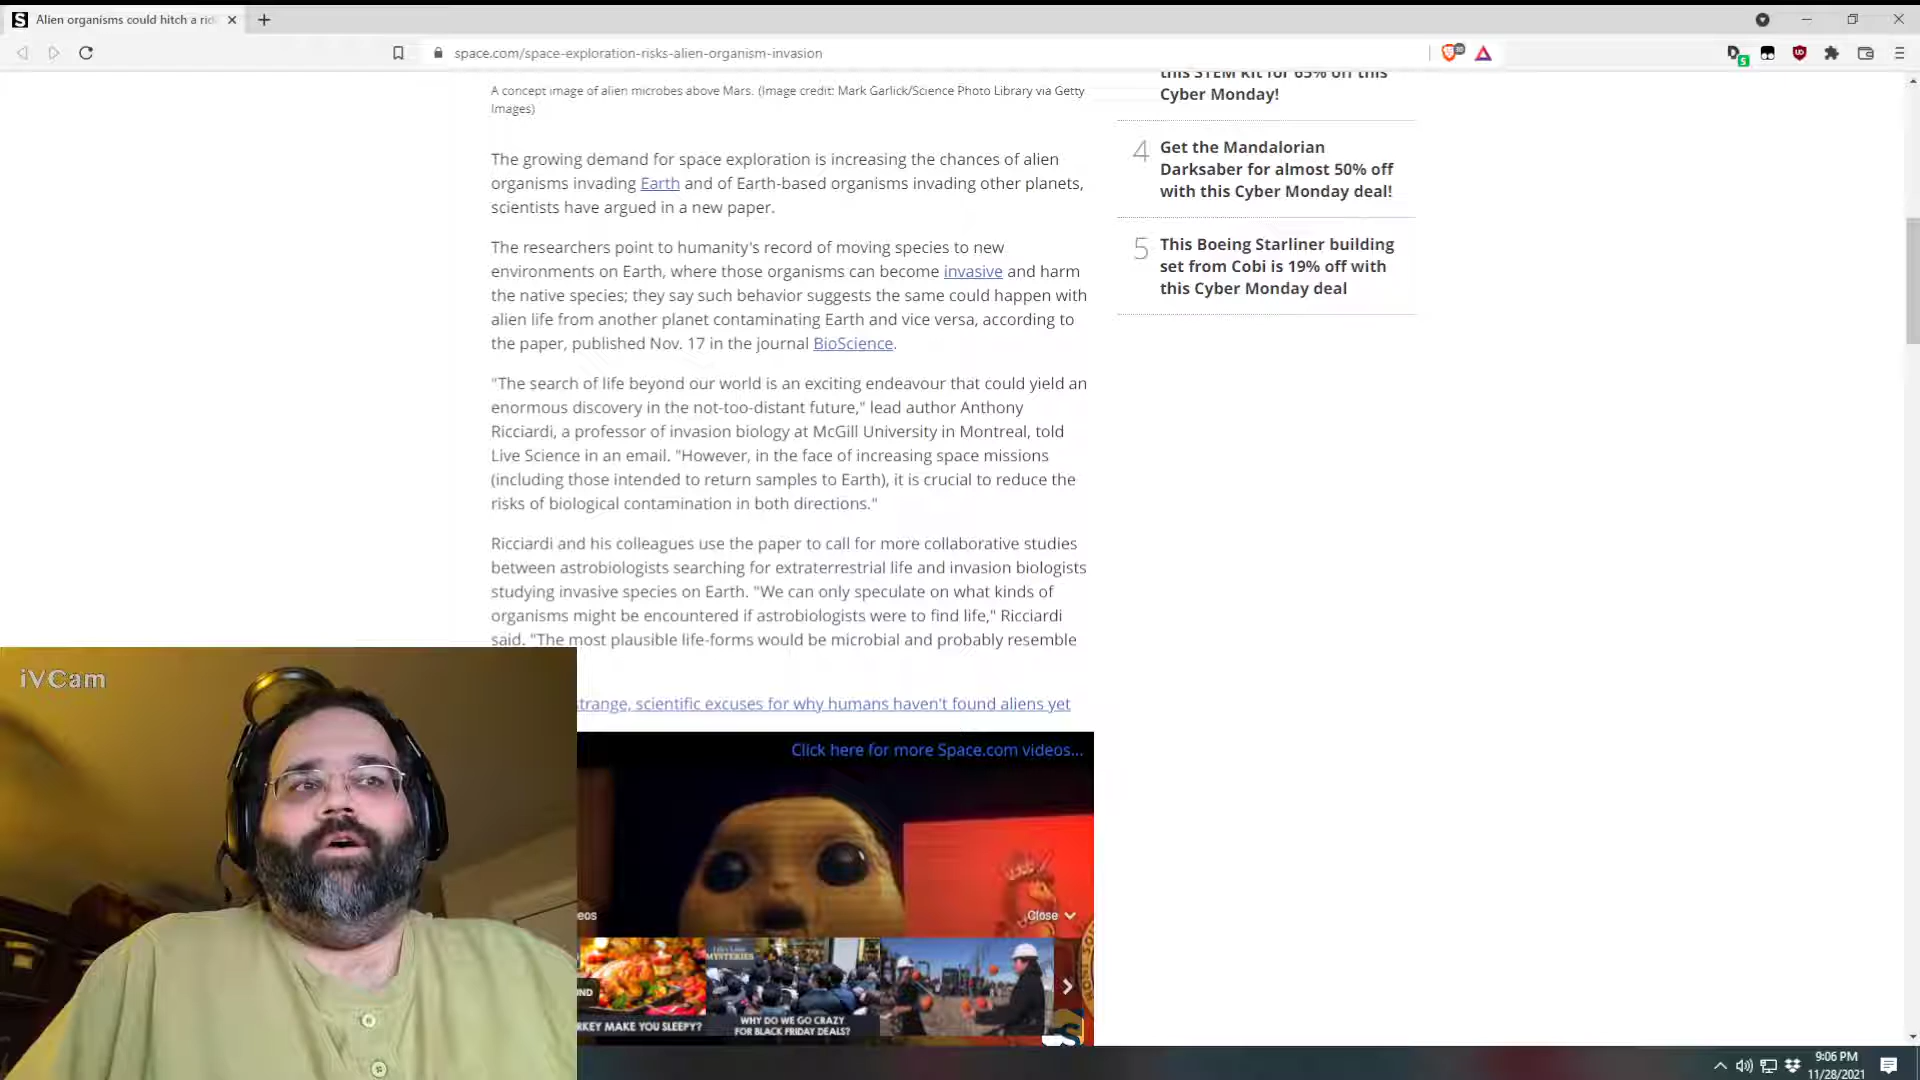 Alien organisms could hitch a rid
space.com/space-exploration-risks-alien-organism-invasion
A concept image of alien microbes above Mars. (Image credit: Mark Garlick/Science Photo Library via Getty
Images)
The growing demand for space exploration is increasing the chances of alien
organisms invading Earth and of Earth-based organisms invading other planets,
scientists have argued in a new paper.
The researchers point to humanity's record of moving species to new
environments on Earth, where those organisms can become invasive and harm
the native species; they say such behavior suggests the same could happen with
alien life from another planet contaminating Earth and vice versa, according to
the paper, published Nov. 17 in the journal BioScience.
"The search of life beyond our world is an exciting endeavour that could yield an
enormous discovery in the not-too-distant future," lead author Anthony
Ricciardi, a professor of invasion biology at McGill University in Montreal, told
Live Science in an email. "However, in the face of increasing space missions
(including those intended to return samples to Earth), it is crucial to reduce the
risks of biological contamination in both directions."
Ricciardi and his colleagues use the paper to call for more collaborative studies
between astrobiologists searching for extraterrestrial life and invasion biologists
studying invasive species on Earth. "We can only speculate on what kinds of
organisms might be encountered if astrobiologists were to find life," Ricciardi
said. "The most plausible life-forms would be microbial and probably resemble
strange, scientific excuses for why humans haven't found aliens yet
Click here for more Space.com videos...
eos
Close
MYSTERIES
UND
RKEY MAKE YOU SLEEPY?
WHY DO WE GO CRAZY
FOR BLACK FRIDAY DEALS?
this STEM kit for 65% off this
Cyber Monday!
4
Get the Mandalorian
Darksaber for almost 50% off
with this Cyber Monday deal!
5
This Boeing Starliner building
set from Cobi is 19% off with
this Cyber Monday deal
iVCam
9:06 PM
11/28/2021